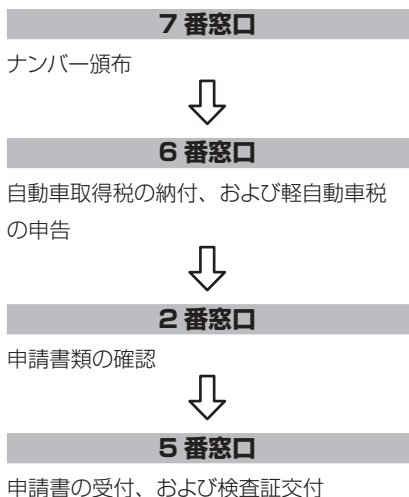 7 番窓口
ナンバー頒布
6 番窓口
自動車取得税の納付、および軽自動車税
の申告
2 番窓口
申請書類の確認
5 番窓口
申請書の受付、および検査証交付